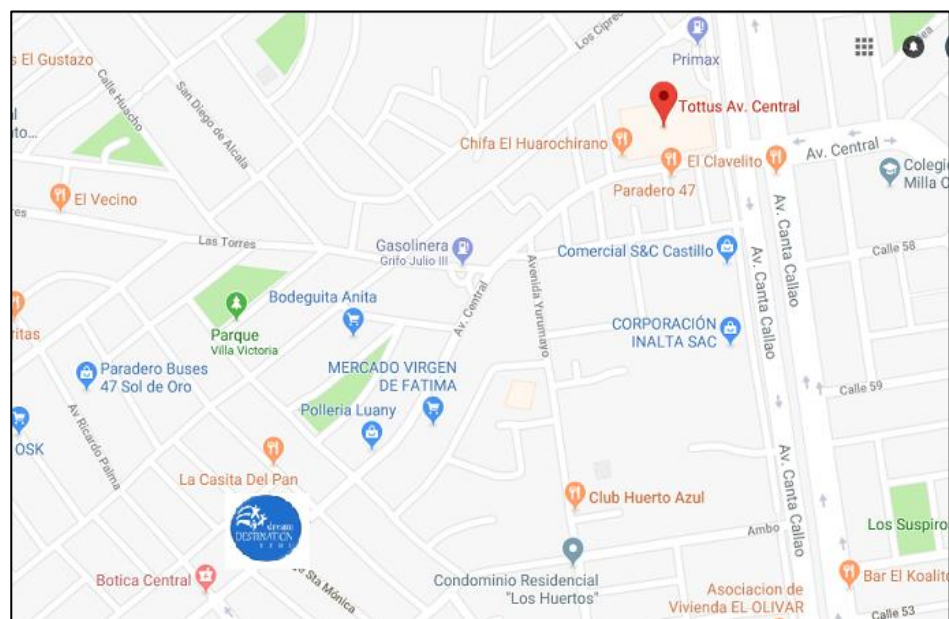 s El Gustazo
Calle Huacho
San Diego de Alcala
Los Cipre
Primax
Tottus Av. Central
Chifa El Huarochirano
El Clavelito
Paradero 47
Av. Central
Colegi
Milla C
El Vecino
Las Torres
Gasolinera
Grifo Julio III
Comercial S&C Castillo
Avenida Yurumayo
Av. Canta Callao
Av. Canta Callao
Calle 58
Bodeguita Anita
Av. Central
Parque
Villa Victoria
CORPORACIÓN
INALTA SAC
ritas
Paradero Buses
47 Sol de Oro
MERCADO VIRGEN
DE FATIMA
Calle 59
Polleria Luany
OSK
Av Ricardo Palma
La Casita Del Pan
Club Huerto Azul
Av. Canta Callao
dream
DESTINATION
Ambo
Los Suspiro
Botica Central
Sta Mónica
Condominio Residencial
"Los Huertos"
Bar El Koalito
Asociacion de
Vivienda EL OLIVAR
Calle 53